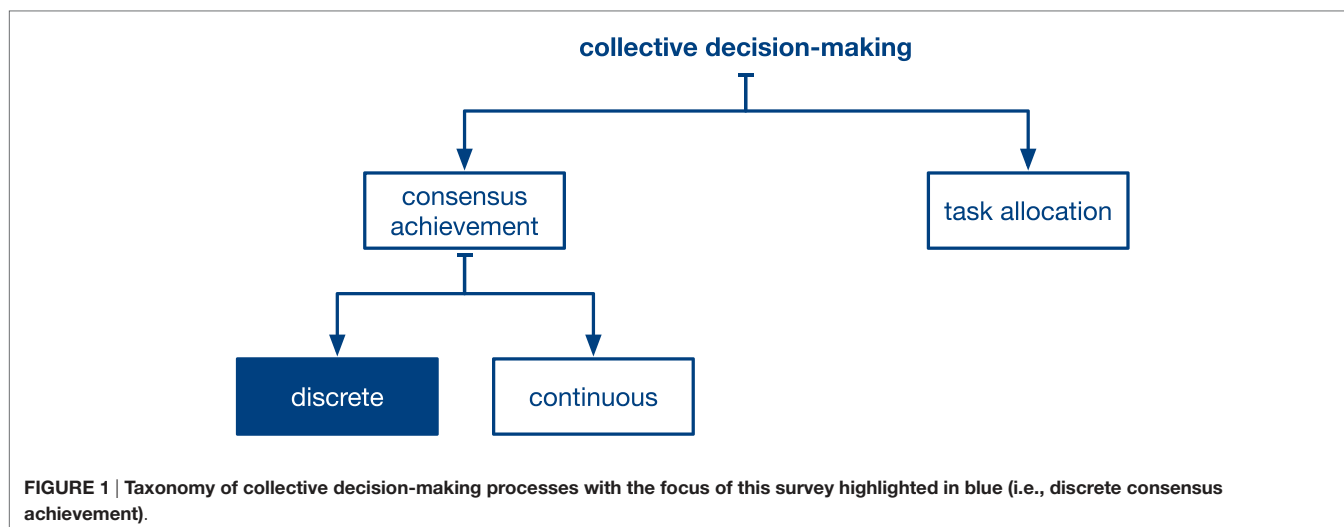 collective decision-making
consensus
achievement
task allocation
discrete
continuous
FIGURE 1 | Taxonomy of collective decision-making processes with the focus of this survey highlighted in blue (i.e., discrete consensus
achievement).